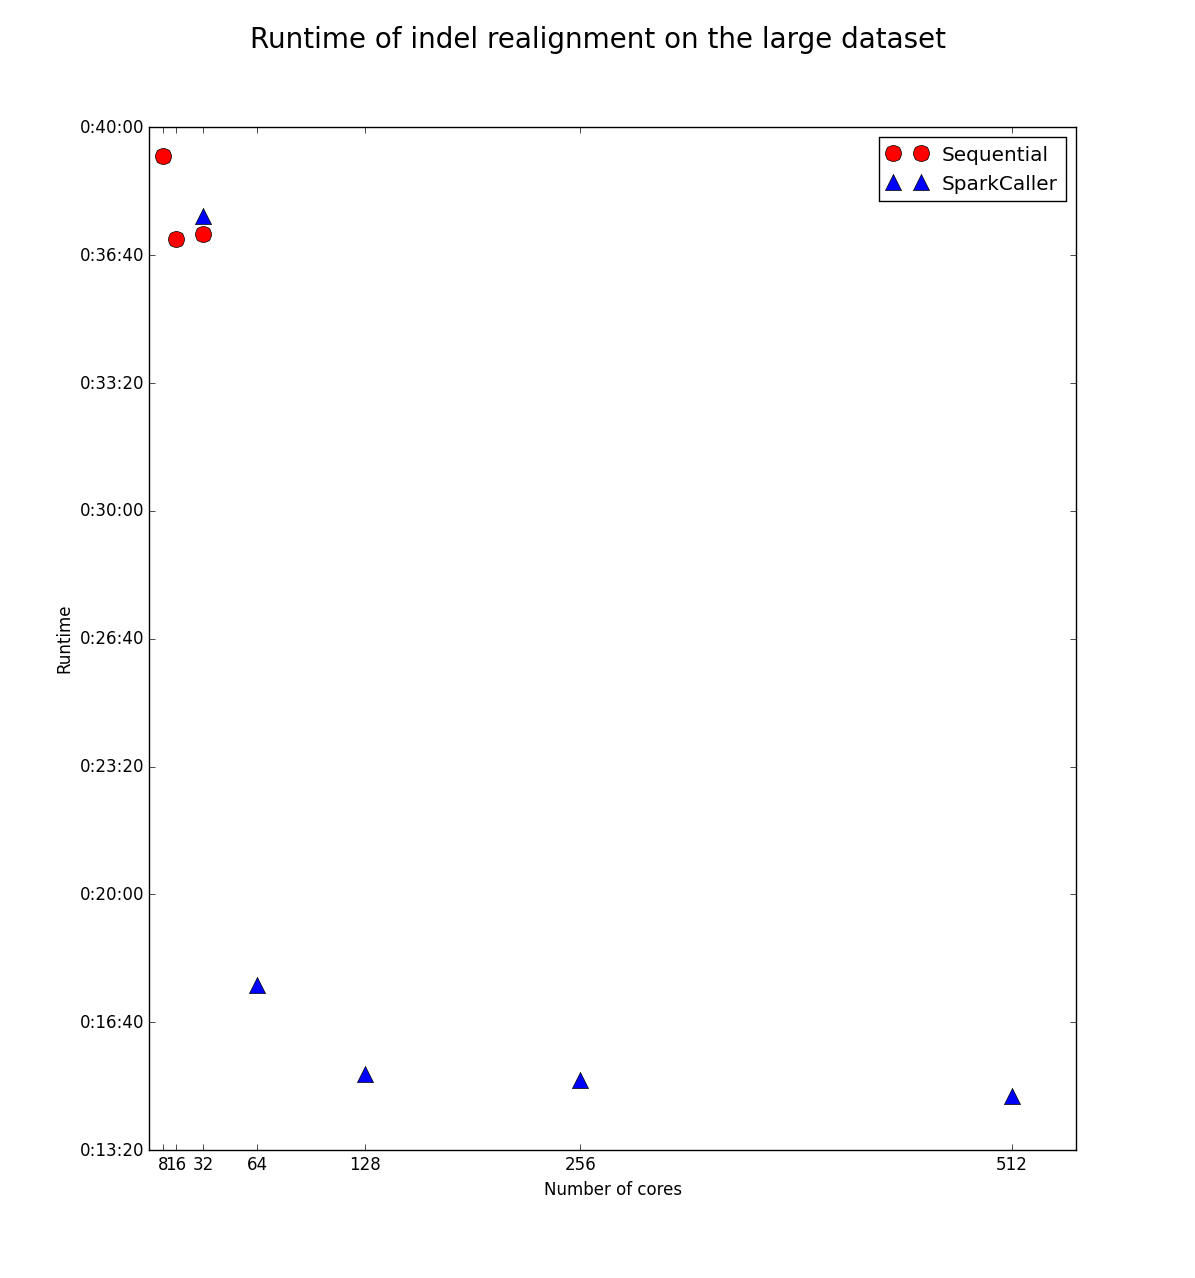 Runtime of indel realignment on the large dataset
0:40:00
Sequential
SparkCaller
0:36:40
0:33:20
0:30:00
0:26:40
Runtime
0:23:20
0:20:00
0:16:40
0:13:20
8 16 32 64 128 256 512
Number of cores